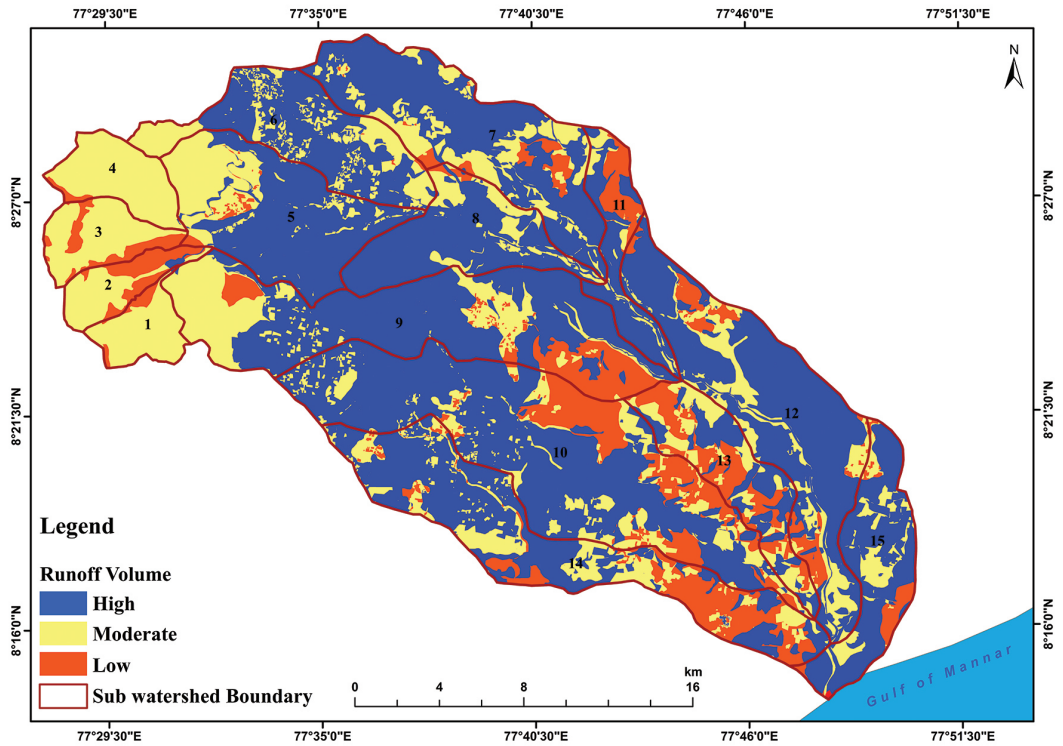 77°29'30"E 77°35'0"E 77°40'30"E 77°46'0"E 77°51'30"E
N
6
7
4
8°27'0"N 8°27'0"N
11
5 8
3
2
1 9
8°21'30"N 12 8°21'30"N
10 13
Legend
15
14
Runoff Volume
High
Moderate
Low
Sub watershed Boundary
8°16'0"N 8°16'0"N
km
0 4 8 16
Gulf of Mannar
77°29'30"E 77°35'0"E 77°40'30"E 77°46'0"E 77°51'30"E